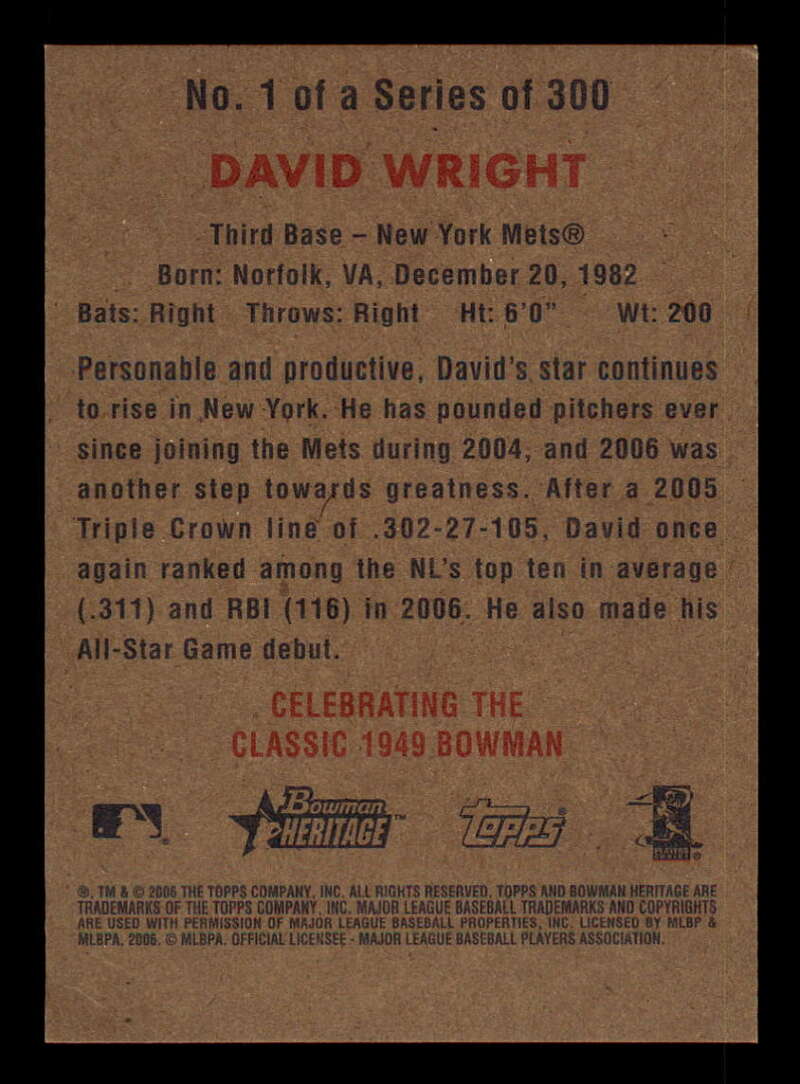 No. 1 of a Series of 300
DAVID WRIGHT
Third Base – New York Mets®
Born: Norfolk, VA, December 20, 1982
Bats: Right Throws: Right Ht: 6'0" Wt: 200
Personable and productive, David's star continues
to rise in New York. He has pounded pitchers ever
since joining the Mets during 2004, and 2006 was
another step towards greatness. After a 2005
Triple Crown line of .302-27-105, David once
again ranked among the NL's top ten in average
(.311) and RBI (116) in 2006. He also made his
All-Star Game debut.
CELEBRATING THE
CLASSIC 1949 BOWMAN
Bowman HERITAGE™ Topps®
®, TM & © 2006 THE TOPPS COMPANY, INC. ALL RIGHTS RESERVED. TOPPS AND BOWMAN HERITAGE ARE
TRADEMARKS OF THE TOPPS COMPANY, INC. MAJOR LEAGUE BASEBALL TRADEMARKS AND COPYRIGHTS
ARE USED WITH PERMISSION OF MAJOR LEAGUE BASEBALL PROPERTIES, INC. LICENSED BY MLBP &
MLBPA, 2006. © MLBPA. OFFICIAL LICENSEE - MAJOR LEAGUE BASEBALL PLAYERS ASSOCIATION.